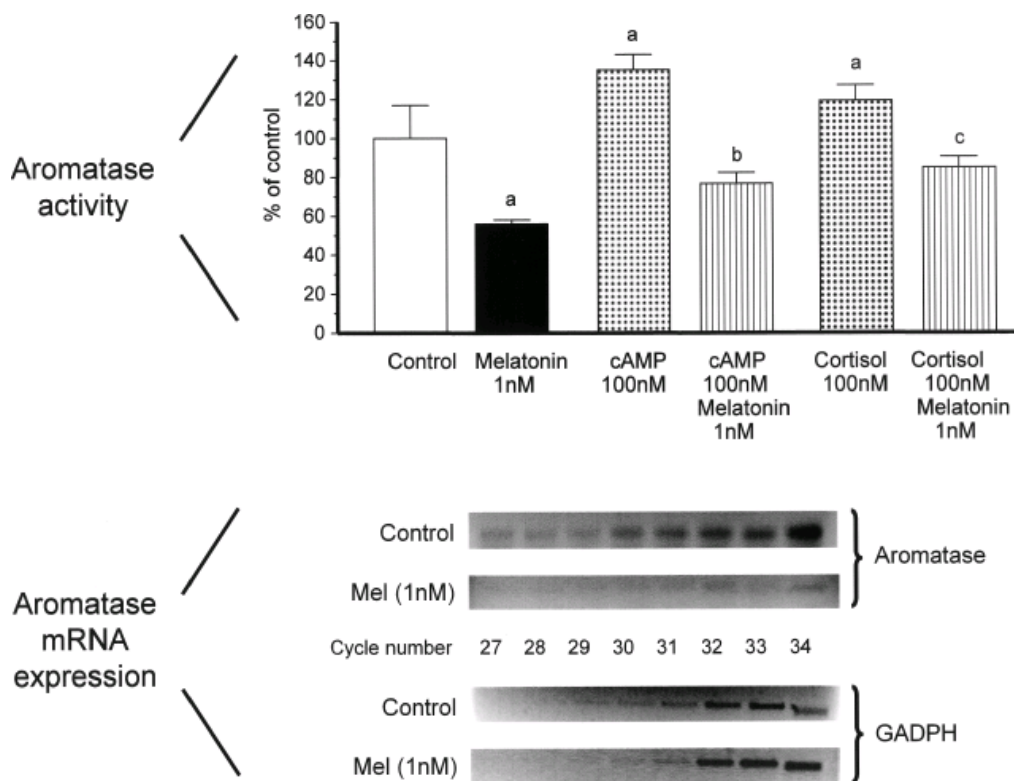 160
140
120
100
80
60
40
20
0
% of control
Aromatase
activity
a
a
b
a
c
Control
Melatonin
1nM
cAMP
100nM
cAMP
100nM
Melatonin
1nM
Cortisol
100nM
Cortisol
100nM
Melatonin
1nM
Aromatase
mRNA
expression
Control
Mel (1nM)
Aromatase
Cycle number 27 28 29 30 31 32 33 34
Control
Mel (1nM)
GADPH